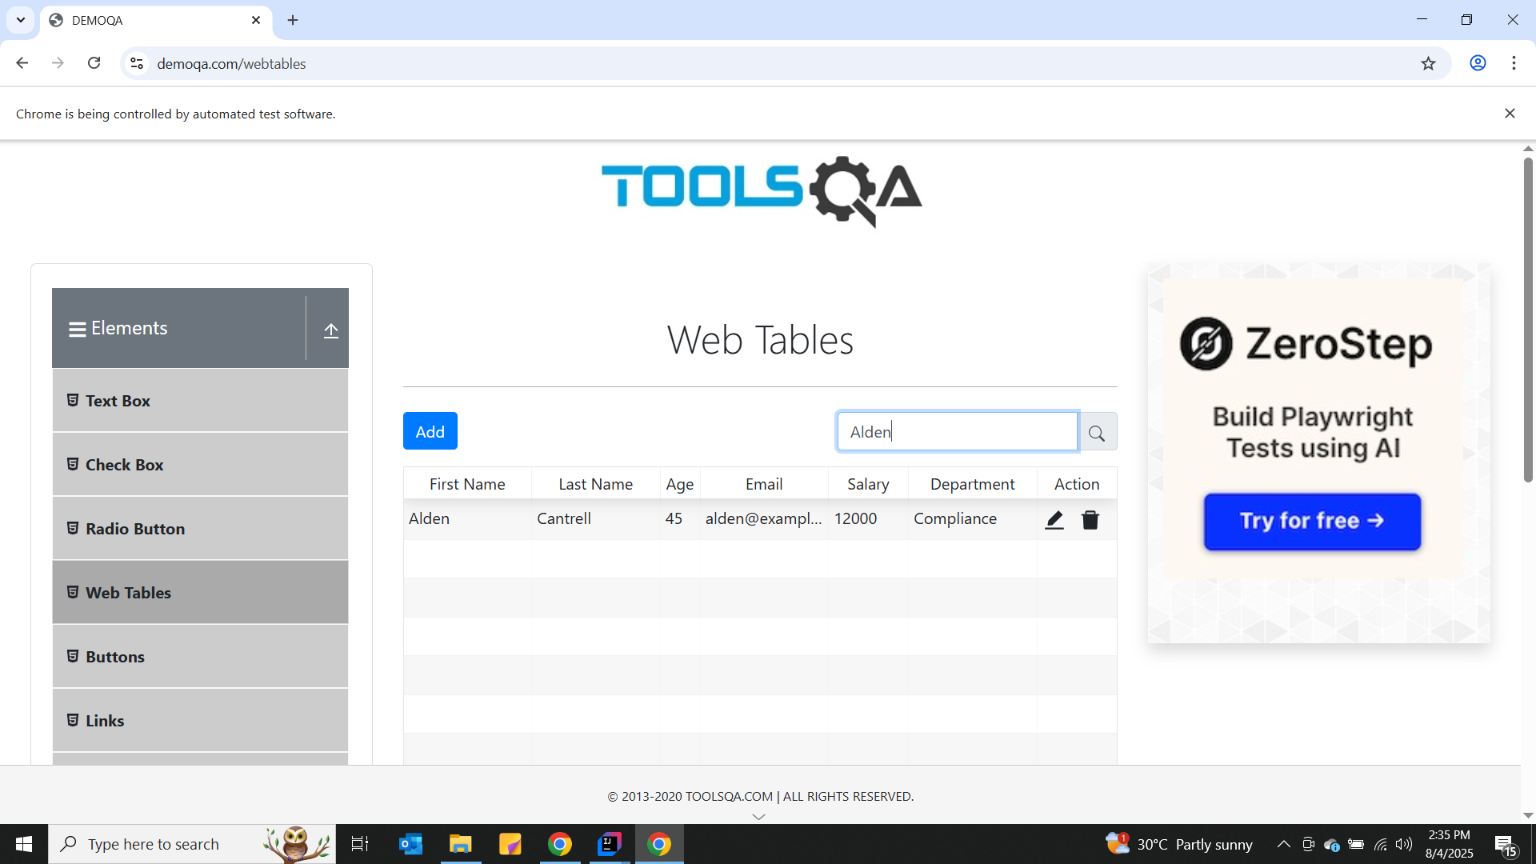 DEMOQA
demoqa.com/webtables
Chrome is being controlled by automated test software.
TOOLSQA
Elements
Text Box
Check Box
Radio Button
Web Tables
Buttons
Links
Web Tables
Add
Alden
First Name Last Name Age Email Salary Department Action
Alden Cantrell 45 alden@exampl... 12000 Compliance
ZeroStep
Build Playwright
Tests using AI
Try for free →
© 2013-2020 TOOLSQA.COM | ALL RIGHTS RESERVED.
Type here to search
1
30°C Partly sunny
2:35 PM
8/4/2025
15